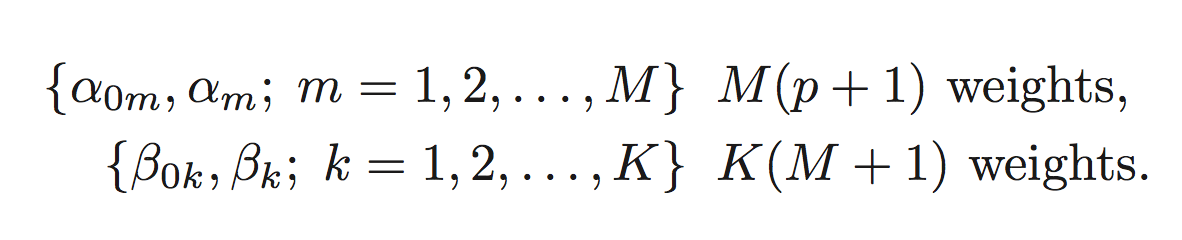 {α₀ₘ, αₘ; m = 1, 2, . . . , M} M(p + 1) weights,
{β₀ₖ, βₖ; k = 1, 2, . . . , K} K(M + 1) weights.